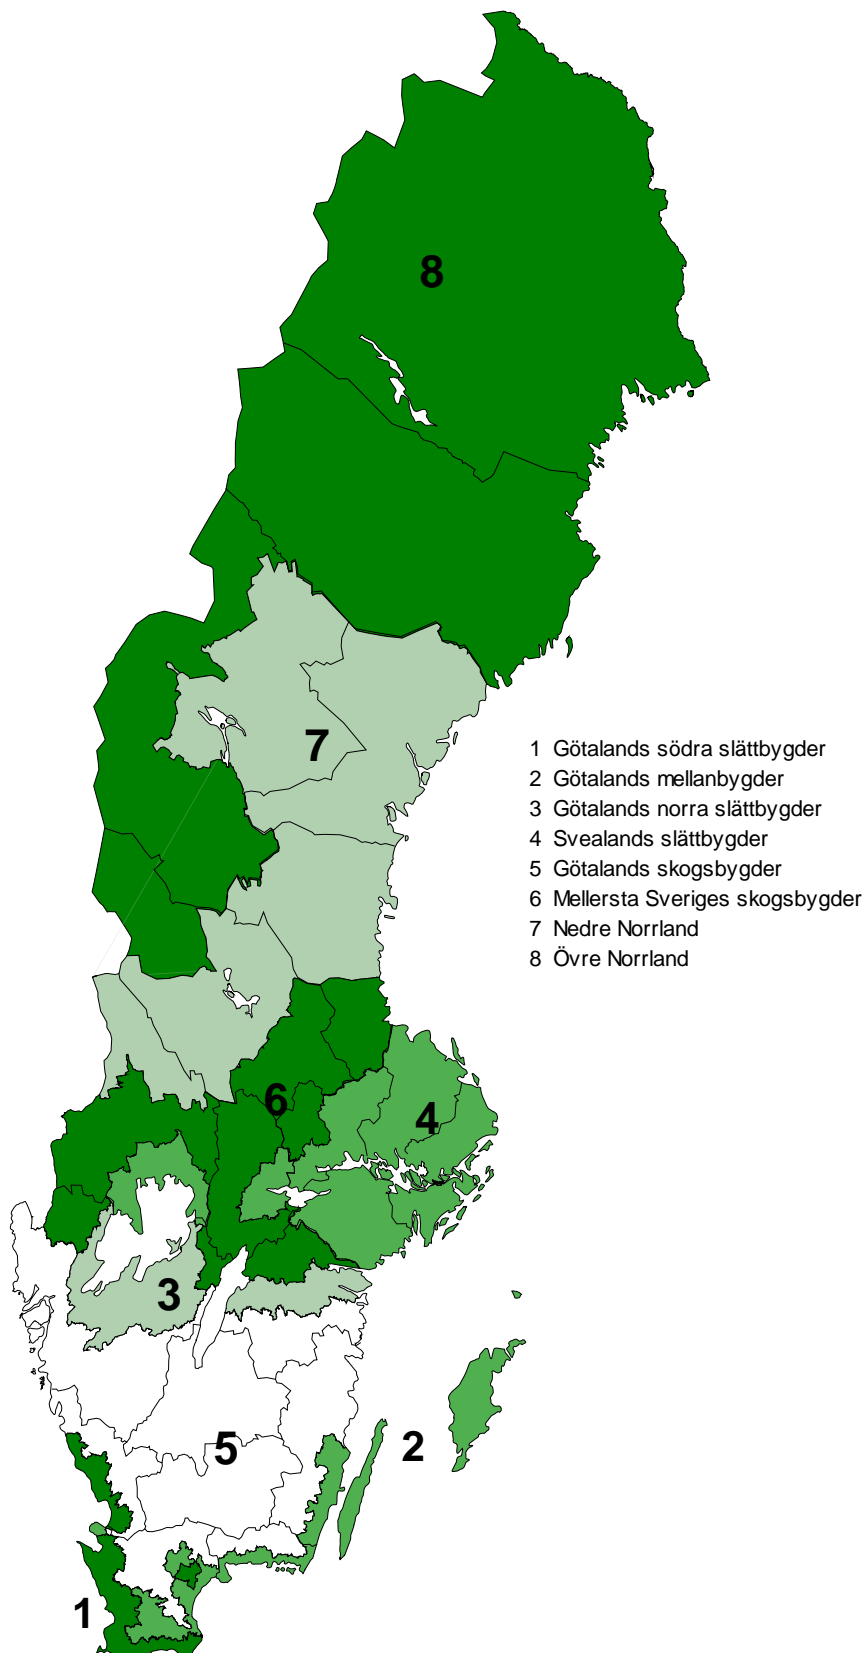 8
7
1 Götalands södra slättbygder
2 Götalands mellanbygder
3 Götalands norra slättbygder
4 Svealands slättbygder
5 Götalands skogsbygder
6 Mellersta Sveriges skogsbygder
7 Nedre Norrland
8 Övre Norrland
6
4
3
5
2
1